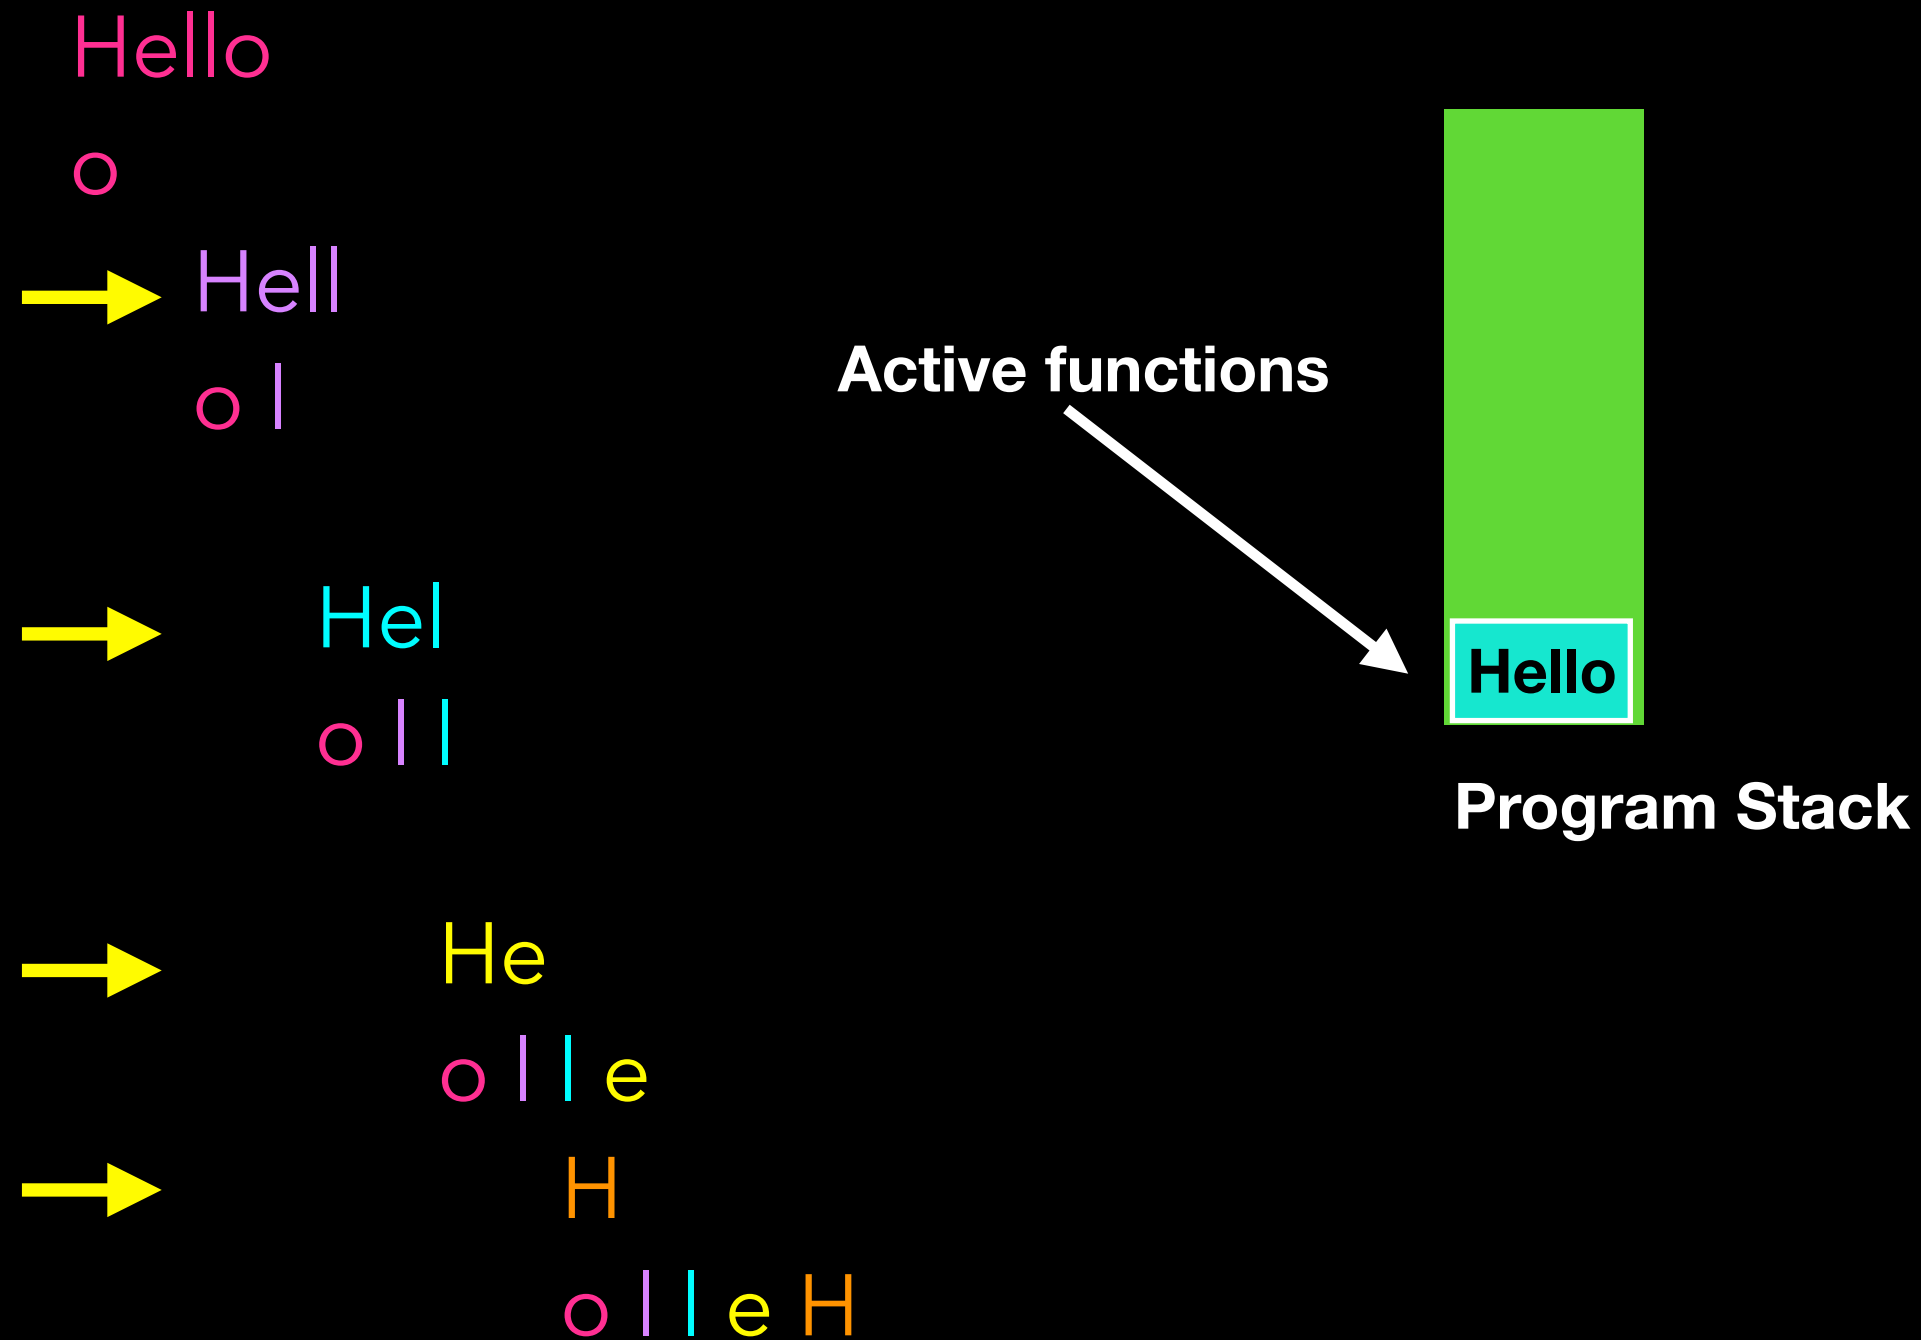 Hello
o
Hell
o l
Hel
o l l
He
o l l e
H
o l l e H
Active functions
Hello
Program Stack